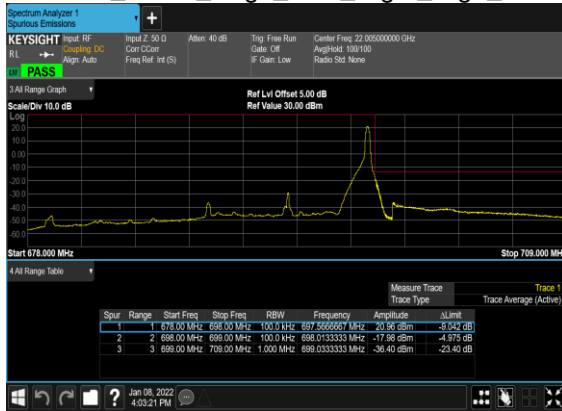 Spectrum Analyzer 1
Spurious Emissions
KEYSIGHT Input: RF Input Z: 50 Ω Atten: 40 dB Trig: Free Run Center Freq: 22.005000000 GHz
RL Coupling: DC Corr CCorr Gate: Off Avg|Hold: 100/100
Align: Auto Freq Ref: Int (S) IF Gain: Low Radio Std: None
PASS
3 All Range Graph
Ref Lvl Offset 5.00 dB
Scale/Div 10.0 dB Ref Value 30.00 dBm
Log
20.0
10.0
0.00
-10.0
-20.0
-30.0
-40.0
-50.0
-60.0
Start 678.000 MHz Stop 709.000 MHz
4 All Range Table
Measure Trace Trace 1
Trace Type Trace Average (Active)
Spur Range Start Freq Stop Freq RBW Frequency Amplitude ΔLimit
1 1 678.00 MHz 698.00 MHz 100.0 kHz 697.5666667 MHz 20.96 dBm -9.042 dB
2 2 698.00 MHz 699.00 MHz 100.0 kHz 698.0133333 MHz -17.98 dBm -4.975 dB
3 3 699.00 MHz 709.00 MHz 1.000 MHz 699.0333333 MHz -36.40 dBm -23.40 dB
Jan 08, 2022
4:03:21 PM